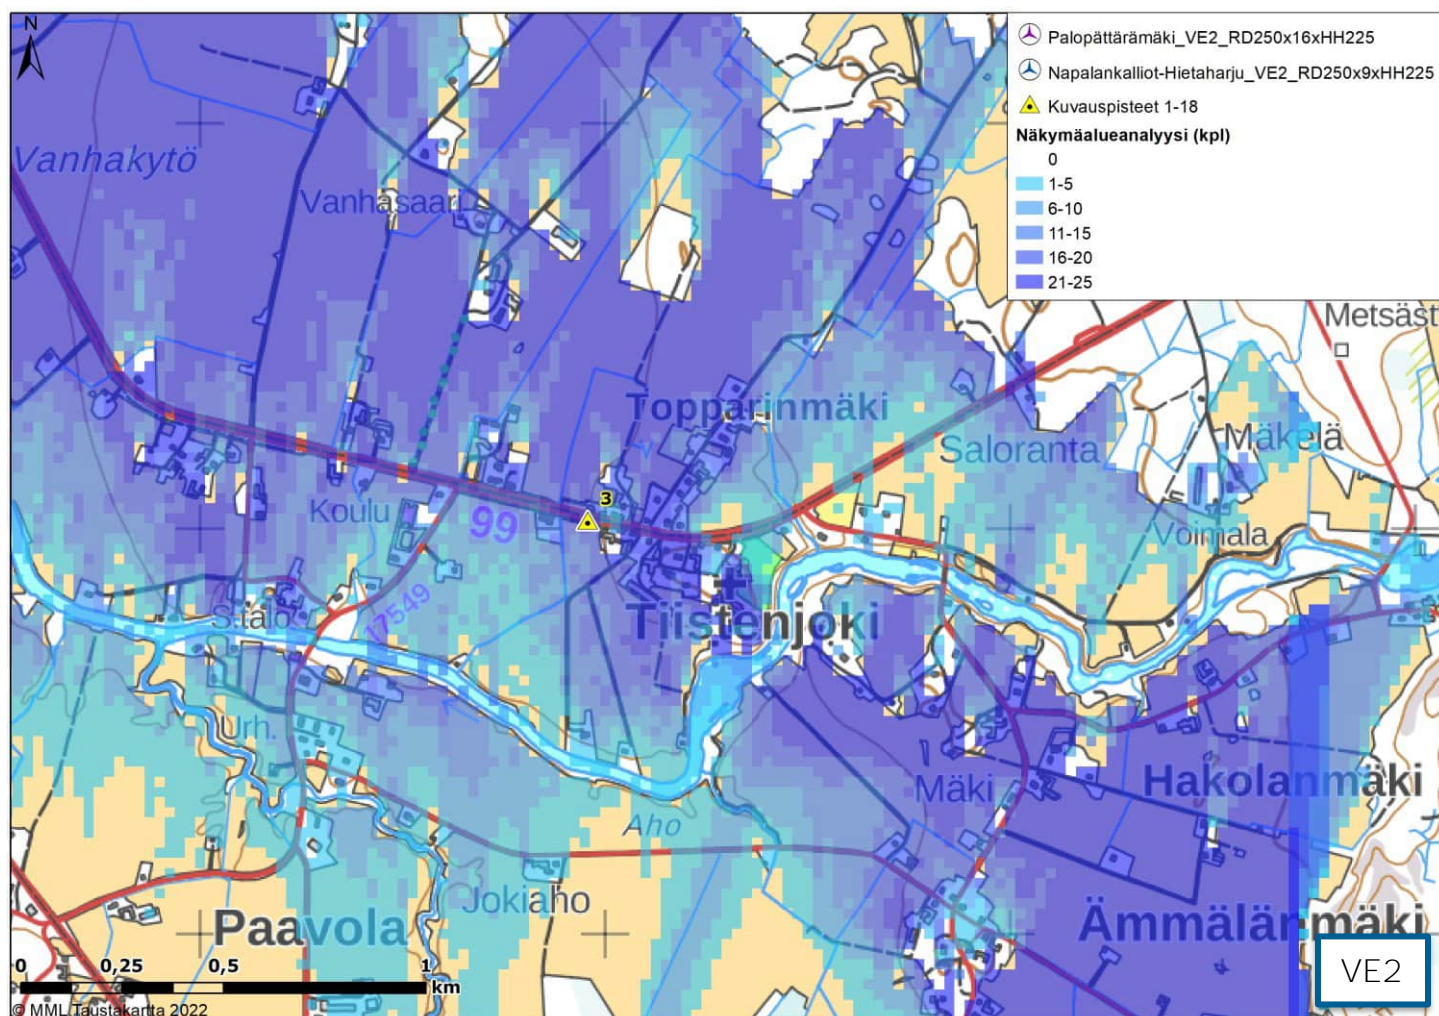 N
Palopättärämäki_VE2_RD250x16xHH225
Napalankalliot-Hietaharju_VE2_RD250x9xHH225
Kuvauspisteet 1-18
Näkymäalueanalyysi (kpl)
0
1-5
6-10
11-15
16-20
21-25
Vanhakytö
Vanhasaari
Metsäst
Topparinmäki
Saloranta
Mäkelä
3
Koulu
99
Voimala
17549
Siialo
Tiistenjoki
Urh.
Mäki
Hakolanmäki
Aho
Jokiaho
Paavola
Ämmälänmäki
VE2
0 0,25 0,5 1
km
© MML Taustakartta 2022